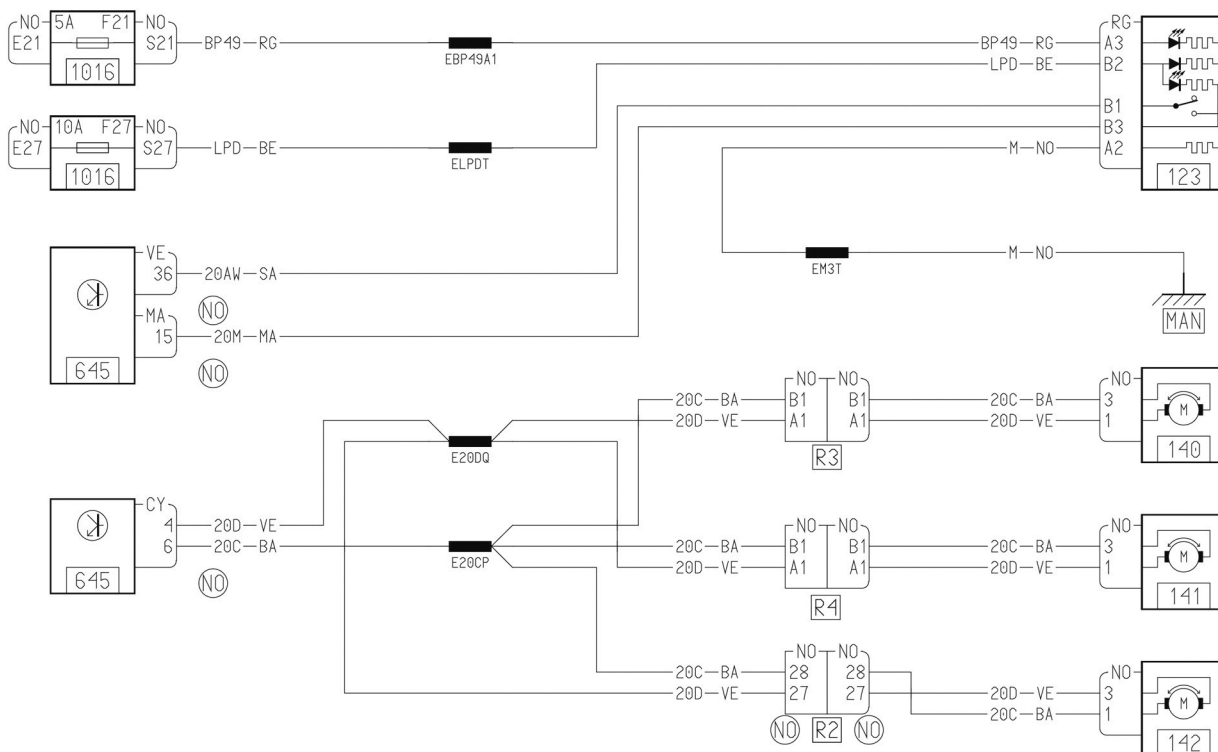 NO 5A F21 NO RG
E21 S21 BP49 RG EBP49A1 BP49 RG A3
1016 LPD BE B2
NO 10A F27 NO B1
E27 S27 LPD BE ELPDT B3
1016 M NO A2
123
VE
36 20AW SA EM3T M NO
NO
MA MAN
15 20M MA
645 NO
NO NO NO
20C BA B1 B1 20C BA 3
20D VE A1 A1 20D VE 1
E20DQ R3 M 140
CY
4 20D VE NO NO NO
6 20C BA E20CP 20C BA B1 B1 20C BA 3
645 NO 20D VE A1 A1 20D VE 1
R4 M 141
NO NO
20C BA 28 28 NO
20D VE 27 27 20D VE 3
20C BA 1
NO R2 NO M 142